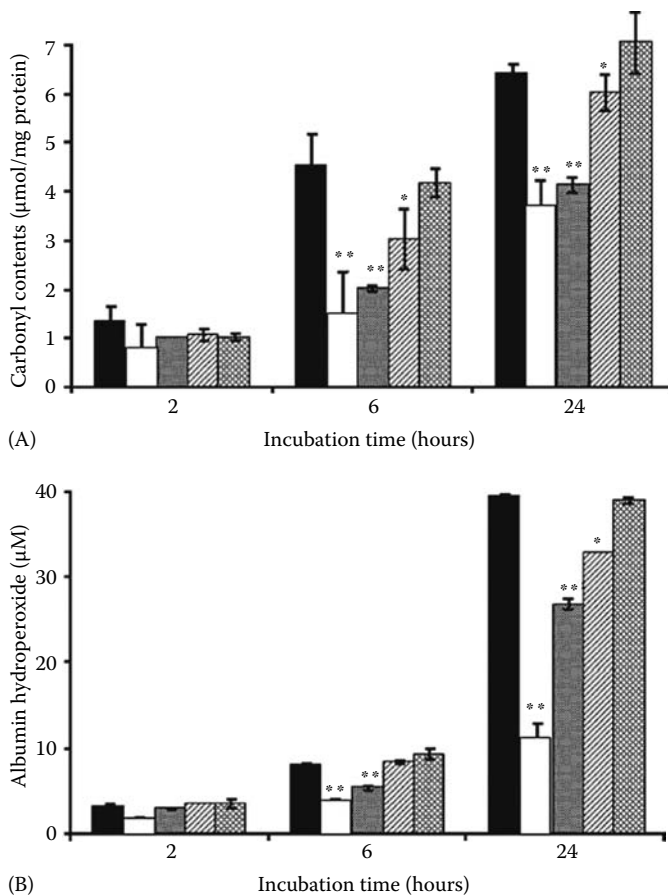 Carbonyl contents (μmol/mg protein)
7
6
5
4
3
2
1
0
** ** *
** ** *
2 6 24
(A) Incubation time (hours)
Albumin hydroperoxide (μM)
40
30
20
10
0
** **
** ** *
2 6 24
(B) Incubation time (hours)